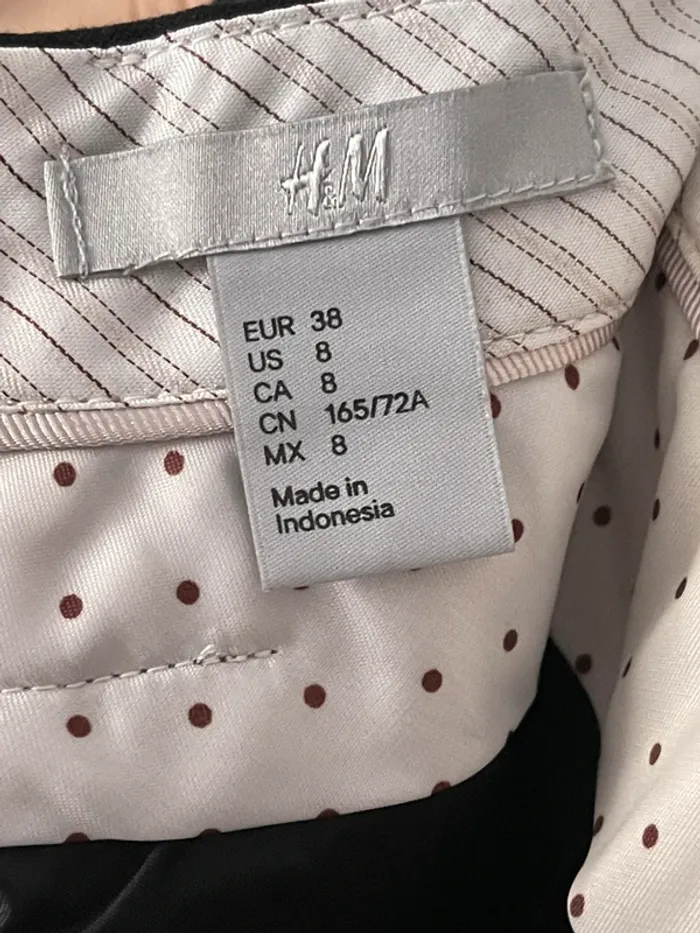 H&M
EUR 38
US 8
CA 8
CN 165/72A
MX 8
Made in
Indonesia